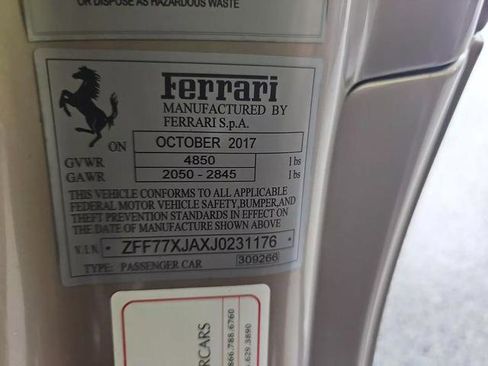 OR DISPOSE AS HAZARDOUS WASTE
Ferrari
MANUFACTURED BY
FERRARI S.p.A.
ON OCTOBER 2017
GVWR 4850 lbs
GAWR 2050 - 2845 lbs
THIS VEHICLE CONFORMS TO ALL APPLICABLE
FEDERAL MOTOR VEHICLE SAFETY, BUMPER, AND
THEFT PREVENTION STANDARDS IN EFFECT ON
THE DATE OF MANUFACTURE SHOWN ABOVE
V.I.N. * ZFF77XJAXJ0231176 *
TYPE: PASSENGER CAR 309266
RCARS
866.788.6760
.629.3890